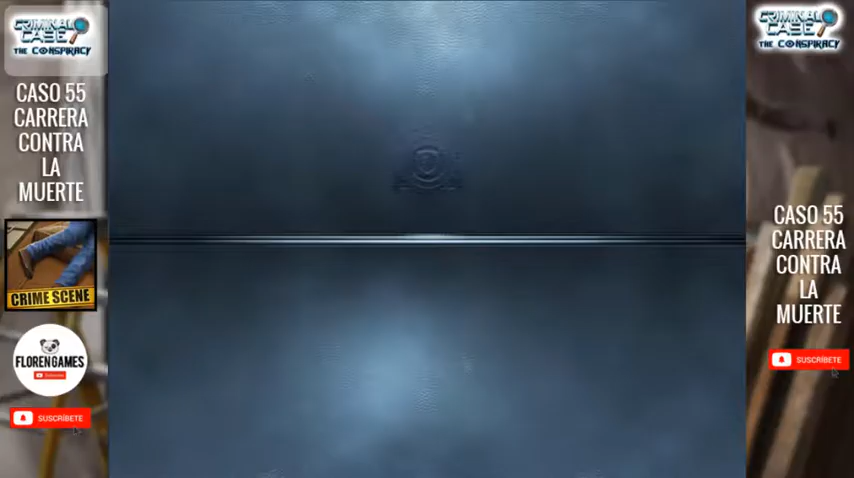 CRIMINAL
CASE
THE CONSPIRACY
CASO 55
CARRERA
CONTRA
LA
MUERTE
CRIME SCENE
FLORENGAMES
SUSCRÍBETE
CRIMINAL
CASE
THE CONSPIRACY
CASO 55
CARRERA
CONTRA
LA
MUERTE
SUSCRÍBETE